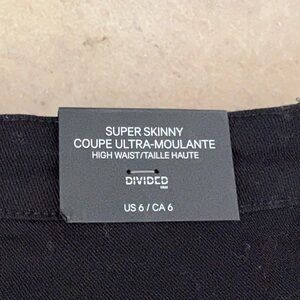 SUPER SKINNY
COUPE ULTRA-MOULANTE
HIGH WAIST/TAILLE HAUTE
DIVIDED
US 6 / CA 6